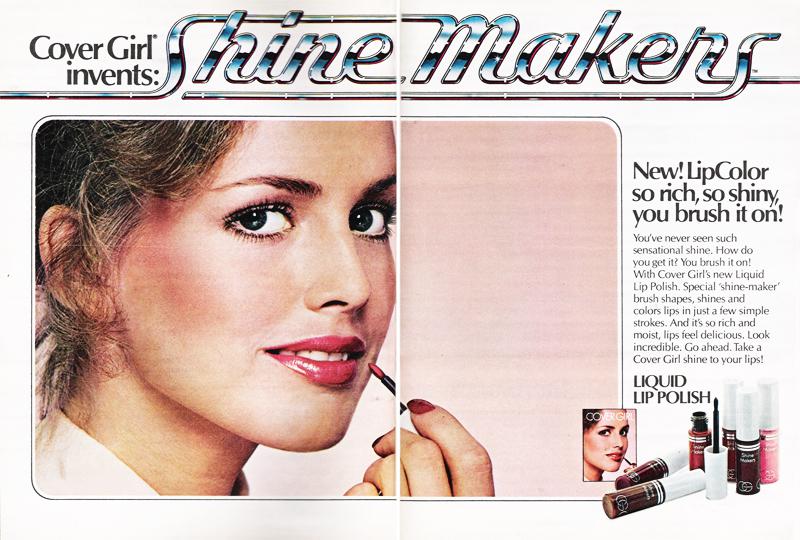 Cover Girl®
invents:
Shine Makers™
New! LipColor
so rich, so shiny,
you brush it on!
You've never seen such
sensational shine. How do
you get it? You brush it on!
With Cover Girl's new Liquid
Lip Polish. Special 'shine-maker'
brush shapes, shines and
colors lips in just a few simple
strokes. And it's so rich and
moist, lips feel delicious. Look
incredible. Go ahead. Take a
Cover Girl shine to your lips!
LIQUID
LIP POLISH
COVER GIRL
Shine
Makers
Shine
Makers